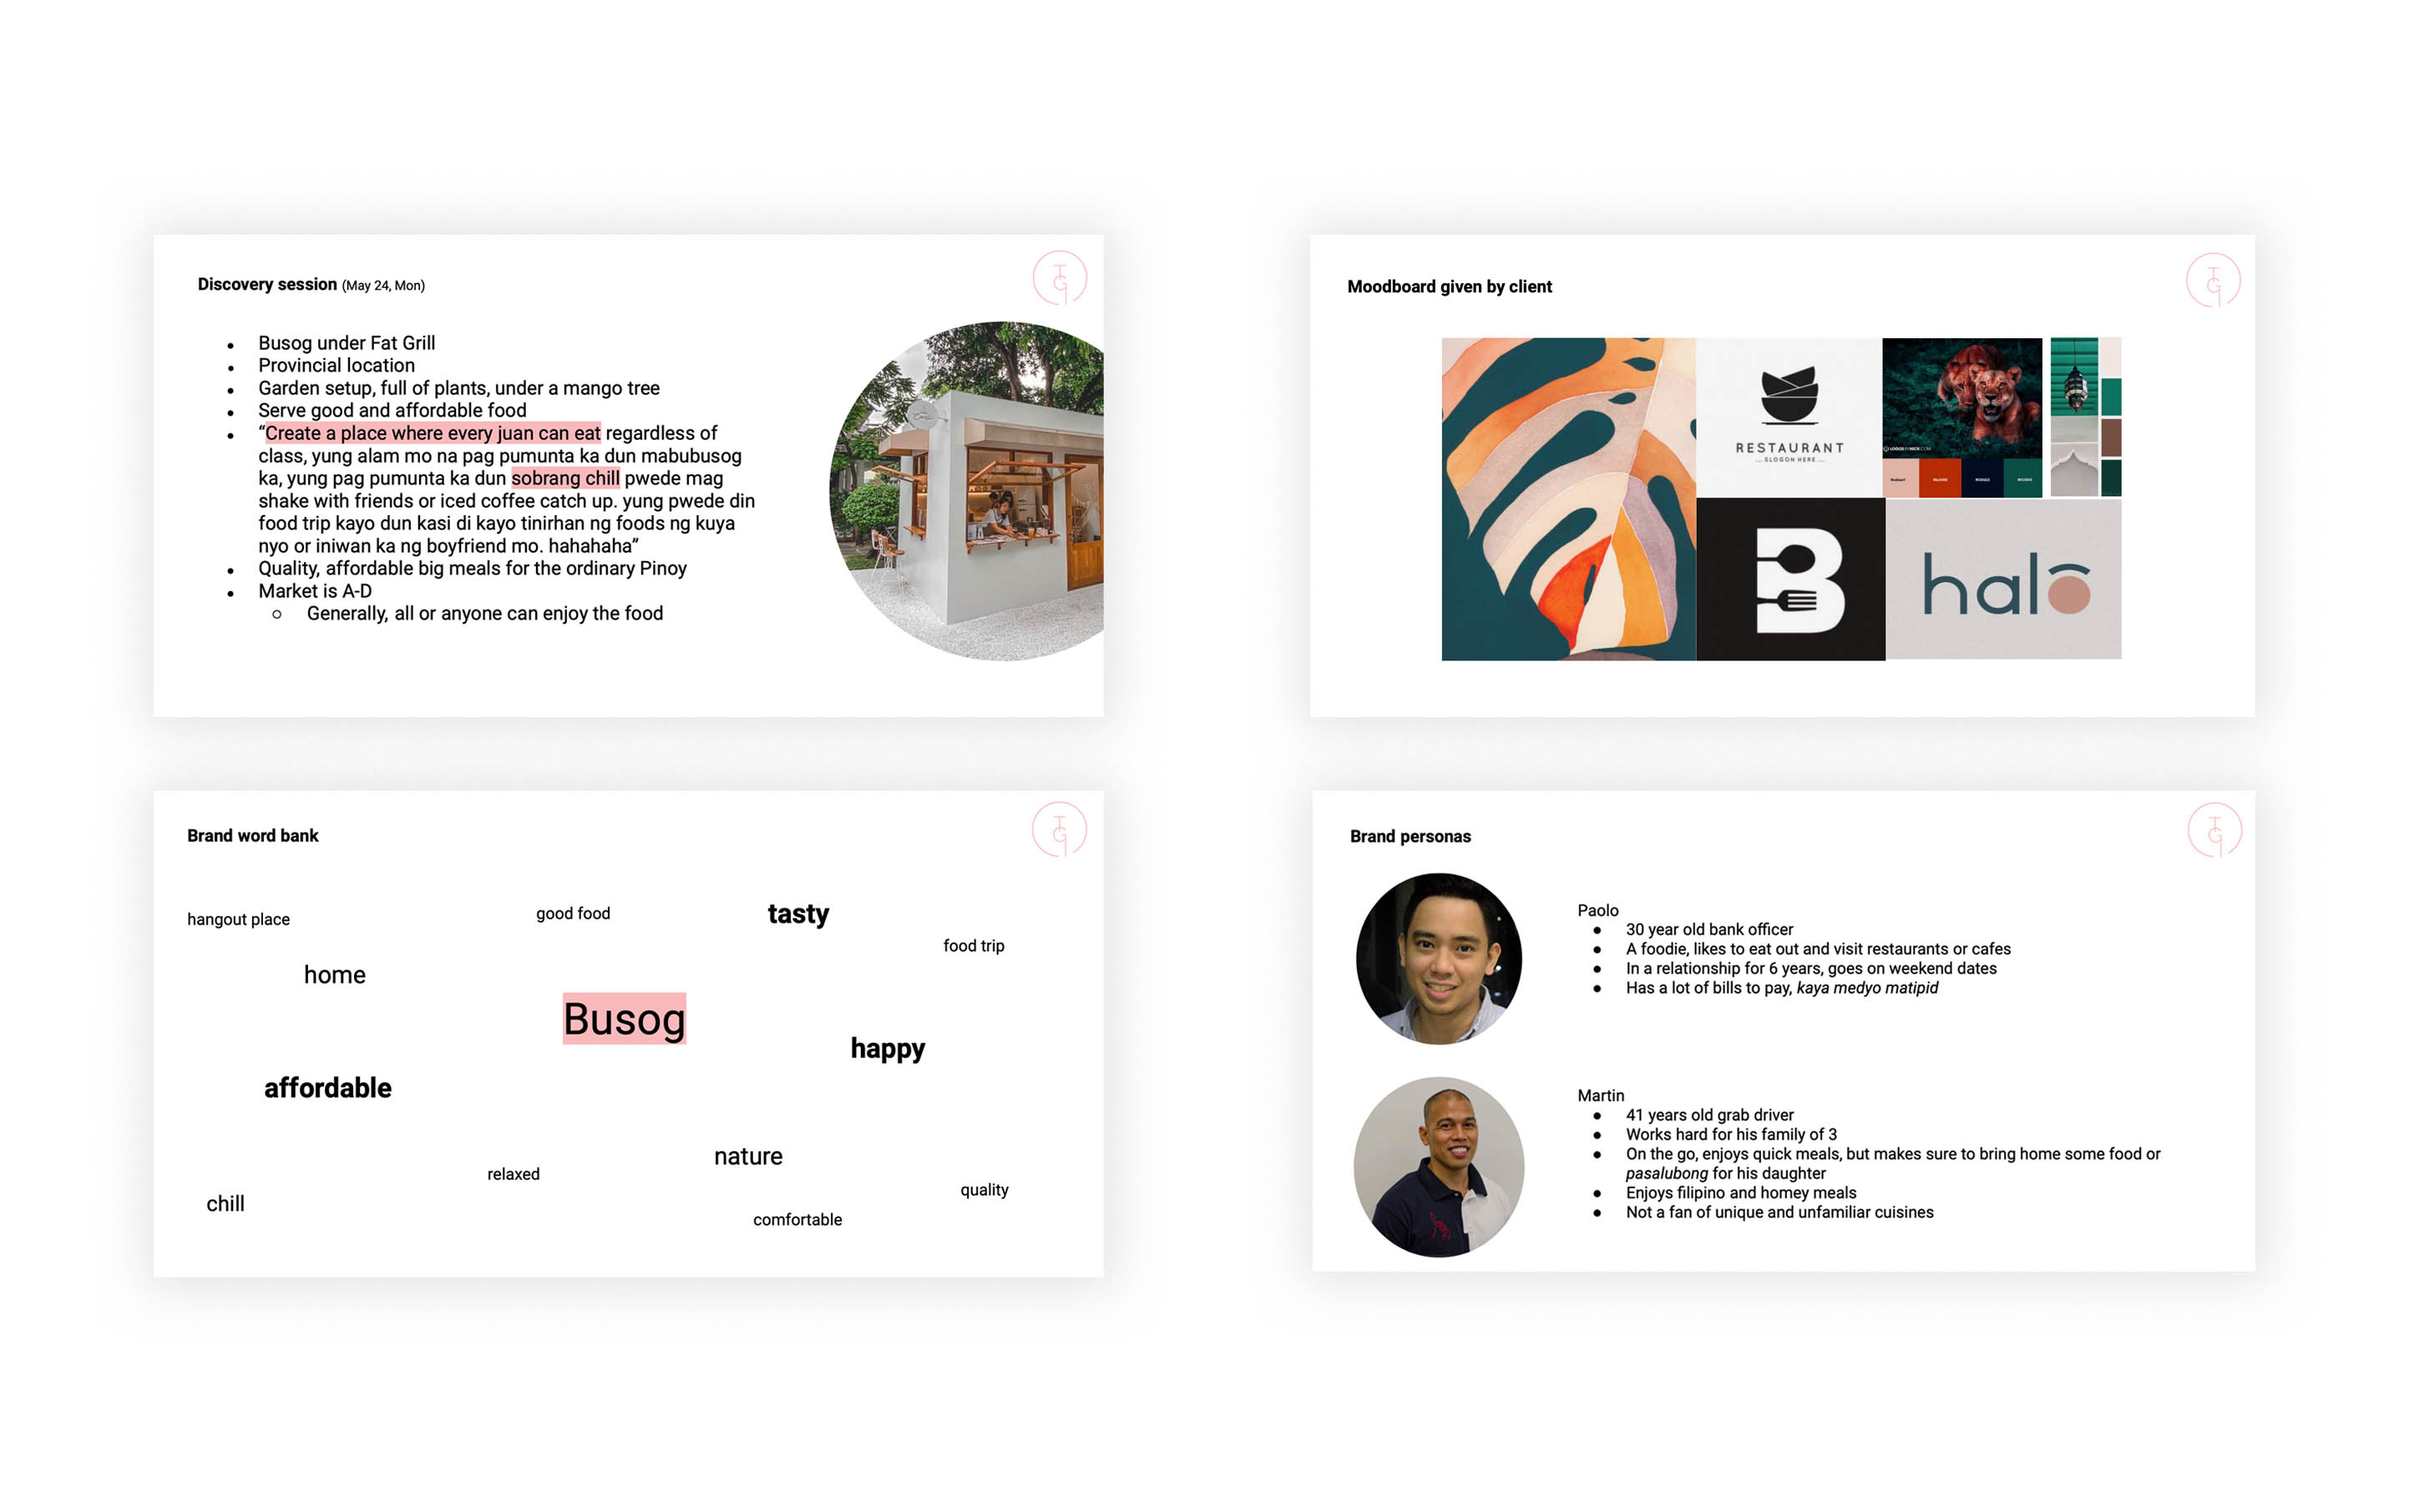 Discovery session (May 24, Mon)
● Busog under Fat Grill
● Provincial location
● Garden setup, full of plants, under a mango tree
● Serve good and affordable food
● “Create a place where every juan can eat regardless of
class, yung alam mo na pag pumunta ka dun mabubusog
ka, yung pag pumunta ka dun sobrang chill pwede mag
shake with friends or iced coffee catch up. yung pwede din
food trip kayo dun kasi di kayo tinirhan ng foods ng kuya
nyo or iniwan ka ng boyfriend mo. hahahaha”
● Quality, affordable big meals for the ordinary Pinoy
● Market is A-D
○ Generally, all or anyone can enjoy the food
TG
Moodboard given by client
RESTAURANT
SLOGON HERE
B
halo
TG
Brand word bank
hangout place
good food
tasty
food trip
home
Busog
happy
affordable
nature
relaxed
quality
chill
comfortable
TG
Brand personas
Paolo
● 30 year old bank officer
● A foodie, likes to eat out and visit restaurants or cafes
● In a relationship for 6 years, goes on weekend dates
● Has a lot of bills to pay, kaya medyo matipid
Martin
● 41 years old grab driver
● Works hard for his family of 3
● On the go, enjoys quick meals, but makes sure to bring home some food or
pasalubong for his daughter
● Enjoys filipino and homey meals
● Not a fan of unique and unfamiliar cuisines
TG